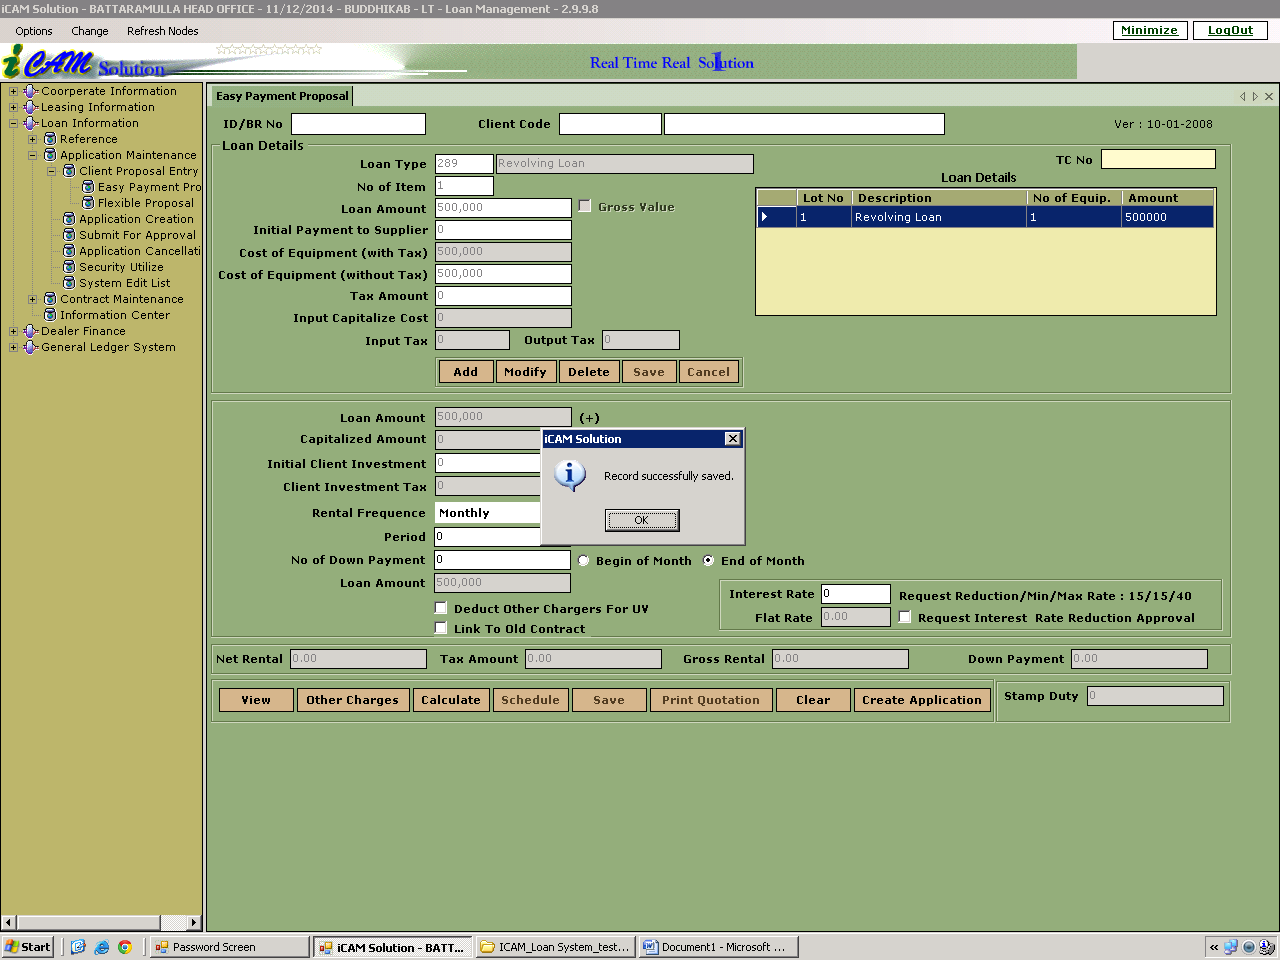 iCAM Solution - BATTARAMULLA HEAD OFFICE - 11/12/2014 - BUDDHIKAB - LT - Loan Management - 2.9.9.8
Options Change Refresh Nodes Minimize LogOut
iCAM Solution Real Time Real Solution
Coorperate Information
Leasing Information
Loan Information
Reference
Application Maintenance
Client Proposal Entry
Easy Payment Pro
Flexible Proposal
Application Creation
Submit For Approval
Application Cancellati
Security Utilize
System Edit List
Contract Maintenance
Information Center
Dealer Finance
General Ledger System
Easy Payment Proposal
ID/BR No Client Code Ver : 10-01-2008
Loan Details
TC No
Loan Type 289 Revolving Loan
No of Item 1
Loan Amount 500,000 Gross Value
Initial Payment to Supplier 0
Cost of Equipment (with Tax) 500,000
Cost of Equipment (without Tax) 500,000
Tax Amount 0
Input Capitalize Cost 0
Input Tax 0 Output Tax 0
Loan Details
Lot No Description No of Equip. Amount
1 Revolving Loan 1 500000
Add Modify Delete Save Cancel
Loan Amount 500,000 (+)
Capitalized Amount 0
Initial Client Investment 0
Client Investment Tax 0
Rental Frequence Monthly
Period 0
No of Down Payment 0 Begin of Month End of Month
Loan Amount 500,000
Deduct Other Chargers For UV
Link To Old Contract
iCAM Solution
Record successfully saved.
OK
Interest Rate 0 Request Reduction/Min/Max Rate : 15/15/40
Flat Rate 0.00 Request Interest Rate Reduction Approval
Net Rental 0.00 Tax Amount 0.00 Gross Rental 0.00 Down Payment 0.00
View Other Charges Calculate Schedule Save Print Quotation Clear Create Application Stamp Duty 0
Start Password Screen iCAM Solution - BATT... ICAM_Loan System_test... Document1 - Microsoft ...